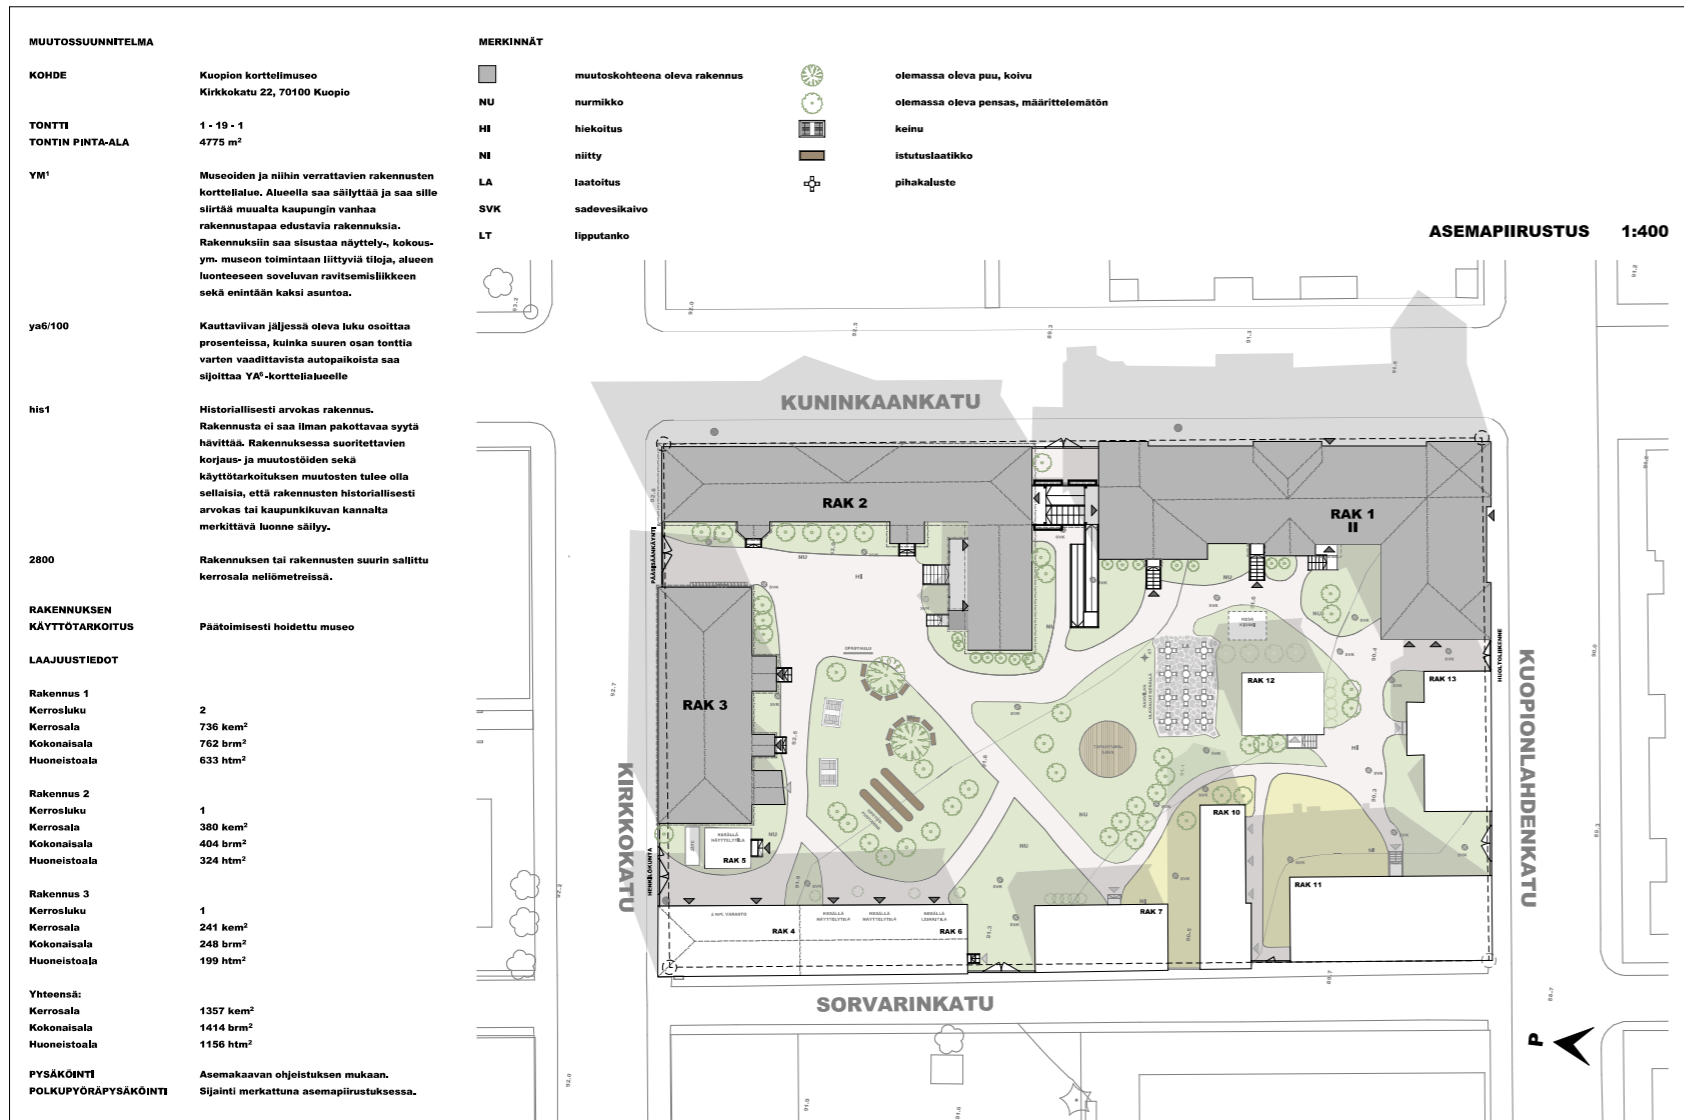 MUUTOSSUUNNITELMA
KOHDE Kuopion korttelimuseo
Kirkkokatu 22, 70100 Kuopio
TONTTI 1 - 19 - 1
TONTIN PINTA-ALA 4775 m²
YM¹ Museoiden ja niihin verrattavien rakennusten
korttelialue. Alueella saa säilyttää ja saa sille
siirtää muualta kaupungin vanhaa
rakennustapaa edustavia rakennuksia.
Rakennuksiin saa sisustaa näyttely-, kokous-
ym. museon toimintaan liittyviä tiloja, alueen
luonteeseen soveluvan ravitsemisliikkeen
sekä enintään kaksi asuntoa.
ya6/100 Kauttaviivan jäljessä oleva luku osoittaa
prosenteissa, kuinka suuren osan tonttia
varten vaadittavista autopaikoista saa
sijoittaa YA⁶-korttelialueelle
his1 Historiallisesti arvokas rakennus.
Rakennusta ei saa ilman pakottavaa syytä
hävittää. Rakennuksessa suoritettavien
korjaus- ja muutostöiden sekä
käyttötarkoituksen muutosten tulee olla
sellaisia, että rakennusten historiallisesti
arvokas tai kaupunkikuvan kannalta
merkittävä luonne säilyy.
2800 Rakennuksen tai rakennusten suurin sallittu
kerrosala neliömetreissä.
RAKENNUKSEN
KÄYTTÖTARKOITUS Päätoimisesti hoidettu museo
LAAJUUSTIEDOT
Rakennus 1
Kerrosluku 2
Kerrosala 736 kem²
Kokonaisala 762 brm²
Huoneistoala 633 htm²
Rakennus 2
Kerrosluku 1
Kerrosala 380 kem²
Kokonaisala 404 brm²
Huoneistoala 324 htm²
Rakennus 3
Kerrosluku 1
Kerrosala 241 kem²
Kokonaisala 248 brm²
Huoneistoala 199 htm²
Yhteensä:
Kerrosala 1357 kem²
Kokonaisala 1414 brm²
Huoneistoala 1156 htm²
PYSÄKÖINTI Asemakaavan ohjeistuksen mukaan.
POLKUPYÖRÄPYSÄKÖINTI Sijainti merkattuna asemapiirustuksessa.
MERKINNÄT
muutoskohteena oleva rakennus
NU nurmikko
HI hiekoitus
NI niitty
LA laatoitus
SVK sadevesikaivo
LT lipputanko
olemassa oleva puu, koivu
olemassa oleva pensas, määrittelemätön
keinu
istutuslaatikko
pihakaluste
ASEMAPIIRUSTUS 1:400
KUNINKAANKATU
KIRKKOKATU
KUOPIONLAHDENKATU
SORVARINKATU
RAK 2
RAK 1
II
RAK 3
RAK 12
RAK 13
RAK 10
RAK 11
RAK 5
RAK 4
RAK 6
RAK 7
PÄÄSISÄÄNKÄYNTI
HENKILÖKUNTA
HUOLTOLIIKENNE
P